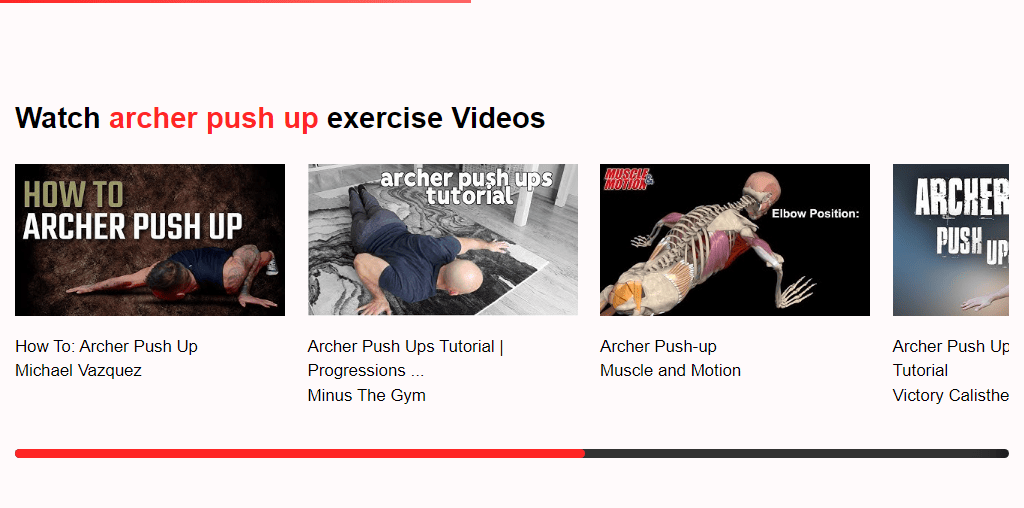 Watch archer push up exercise Videos
HOW TO
ARCHER PUSH UP
archer push ups
tutorial
MUSCLE &
MOTION
Elbow Position:
ARCHER
PUSH UP
How To: Archer Push Up
Michael Vazquez
Archer Push Ups Tutorial |
Progressions ...
Minus The Gym
Archer Push-up
Muscle and Motion
Archer Push Up
Tutorial
Victory Calisthe